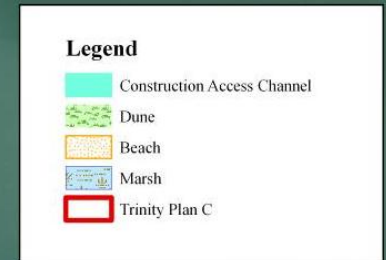 Legend
Construction Access Channel
Dune
Beach
Marsh
Trinity Plan C